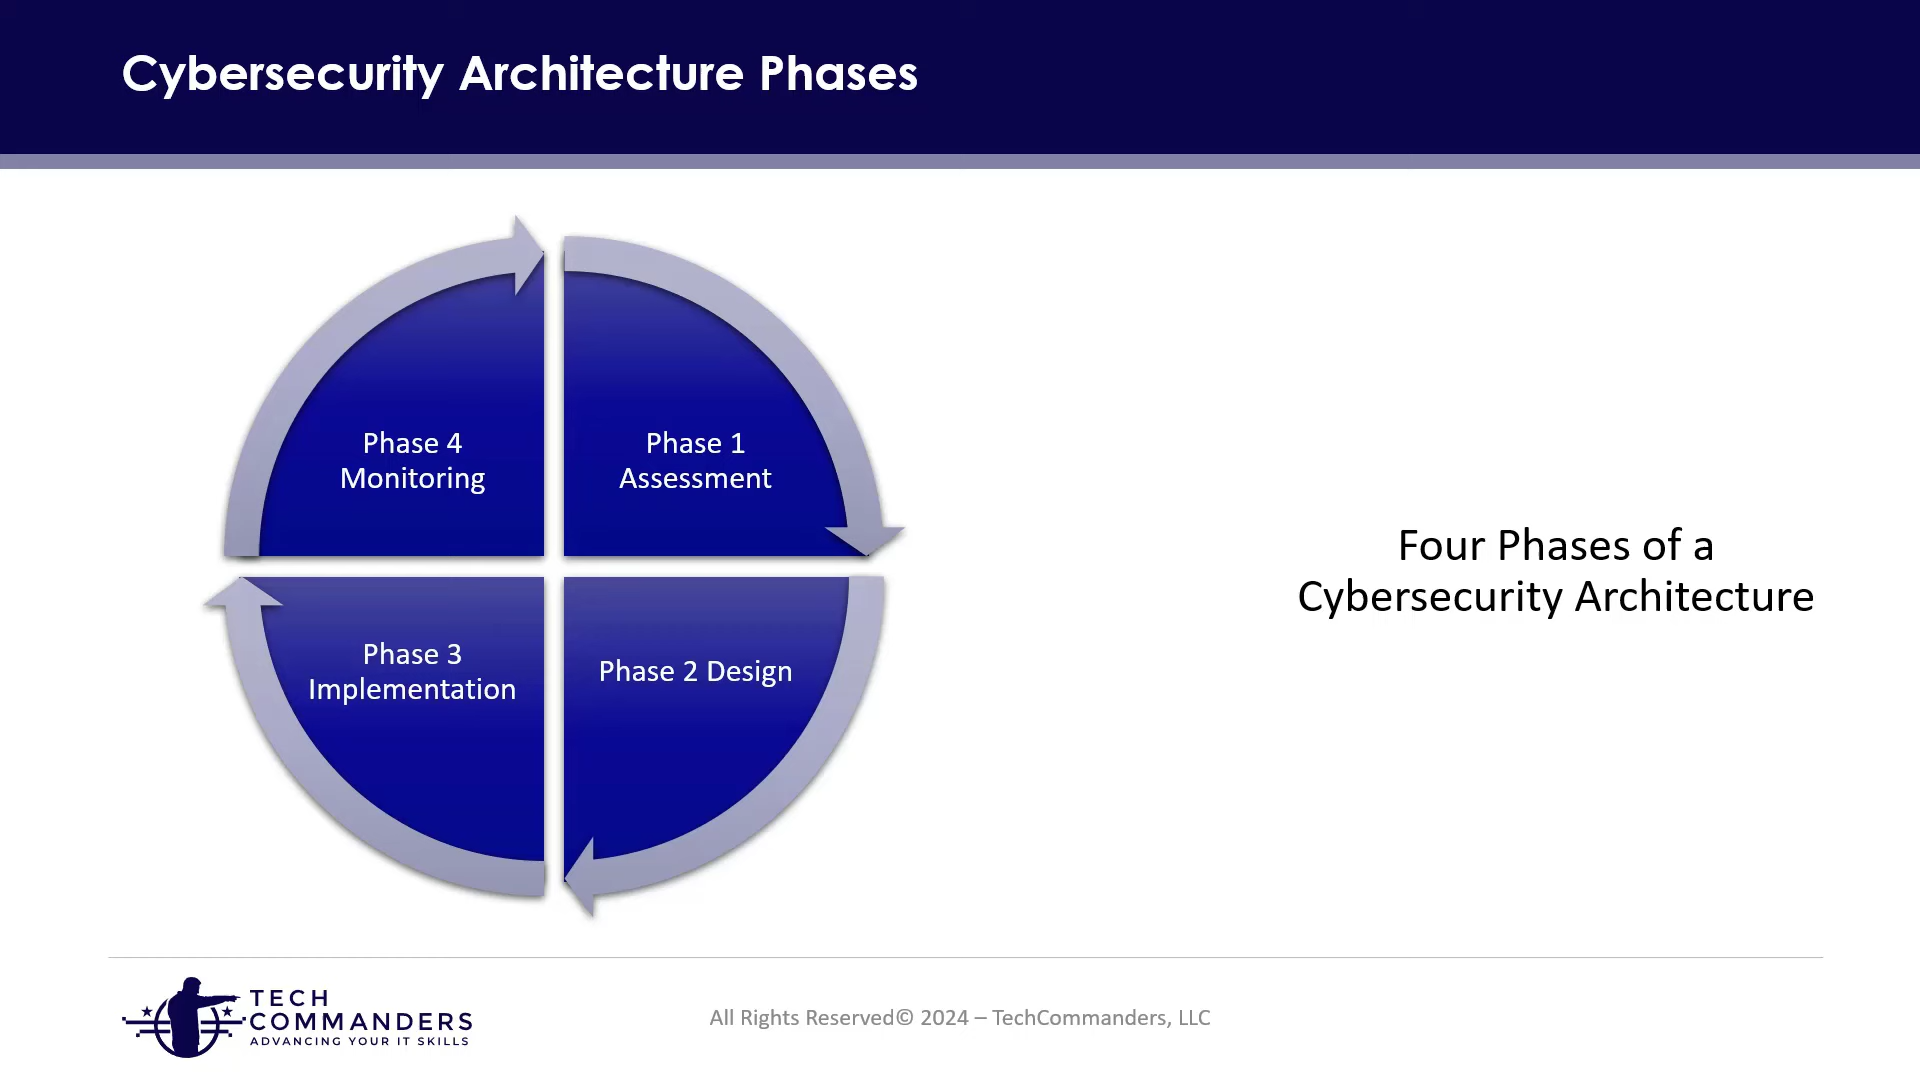 Cybersecurity Architecture Phases
Phase 4
Monitoring
Phase 1
Assessment
Phase 3
Implementation
Phase 2 Design
Four Phases of a
Cybersecurity Architecture
TECH
COMMANDERS
ADVANCING YOUR IT SKILLS
All Rights Reserved© 2024 – TechCommanders, LLC